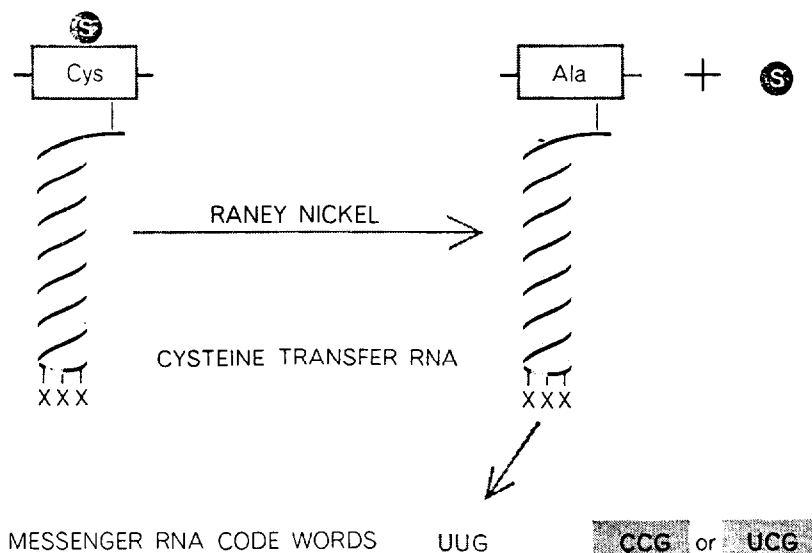 S
Cys
Ala + S
RANEY NICKEL
CYSTEINE TRANSFER RNA
XXX XXX
MESSENGER RNA CODE WORDS UUG CCG or UCG